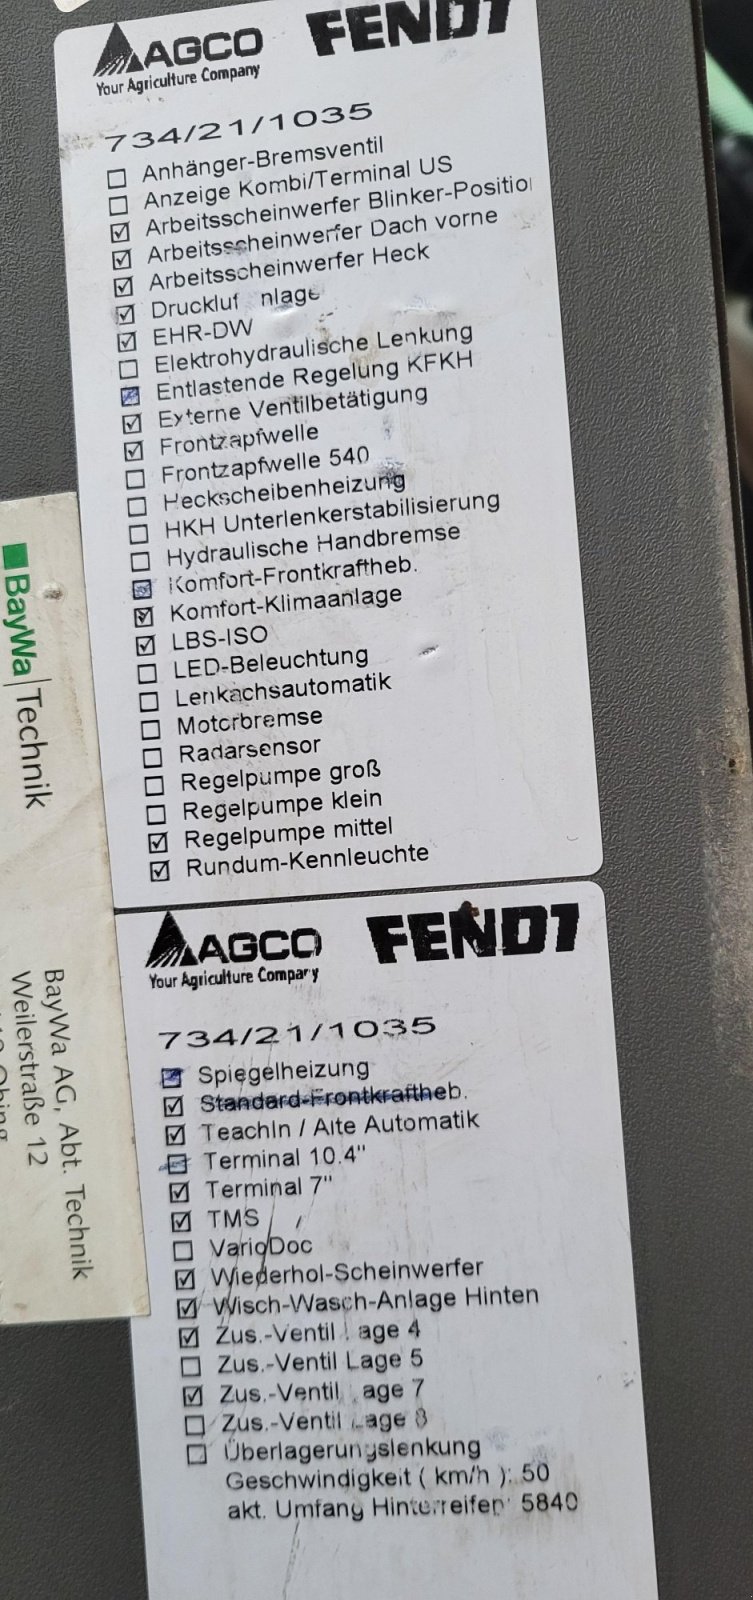 AGCO FENDT
Your Agriculture Company
734/21/1035
☐ Anhänger-Bremsventil
☐ Anzeige Kombi/Terminal US
☑ Arbeitsscheinwerfer Blinker-Position
☑ Arbeitsscheinwerfer Dach vorne
☑ Arbeitsscheinwerfer Heck
☑ Druckluf nlage
☑ EHR-DW
☐ Elektrohydraulische Lenkung
☑ Entlastende Regelung KFKH
☑ Externe Ventilbetätigung
☑ Frontzapfwelle
☐ Frontzapfwelle 540
☐ Heckscheibenheizung
☐ HKH Unterlenkerstabilisierung
☐ Hydraulische Handbremse
☑ Komfort-Frontkraftheb.
☑ Komfort-Klimaanlage
☑ LBS-ISO
☐ LED-Beleuchtung
☐ Lenkachsautomatik
☐ Motorbremse
☐ Radarsensor
☐ Regelpumpe groß
☐ Regelpumpe klein
☑ Regelpumpe mittel
☑ Rundum-Kennleuchte
AGCO FENDT
Your Agriculture Company
734/21/1035
☑ Spiegelheizung
☑ Standard-Frontkraftheb.
☑ TeachIn / Alte Automatik
☐ Terminal 10.4"
☑ Terminal 7"
☑ TMS
☐ VarioDoc
☑ Wiederhol-Scheinwerfer
☑ Wisch-Wasch-Anlage Hinten
☑ Zus.-Ventil Lage 4
☐ Zus.-Ventil Lage 5
☑ Zus.-Ventil Lage 7
☐ Zus.-Ventil Lage 8
☐ Überlagerungslenkung
Geschwindigkeit ( km/h ): 50
akt. Umfang Hinterreifen: 5840
BayWa|Technik
BayWa AG, Abt. Technik
Weilerstraße 12
Obing